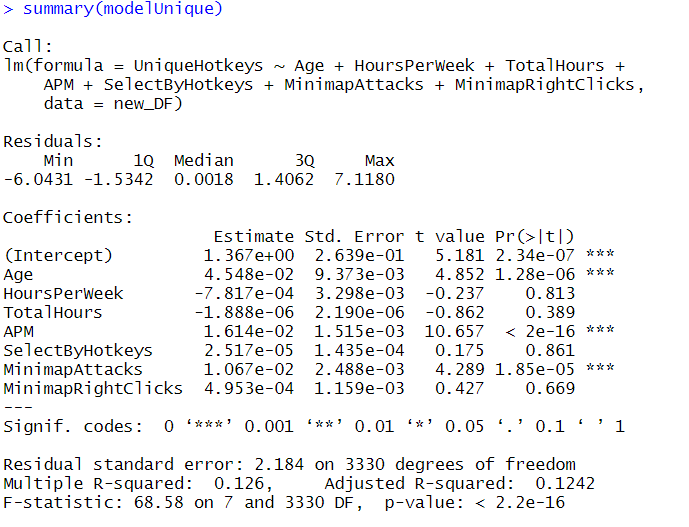 > summary(modelUnique)
Call:
lm(formula = UniqueHotkeys ~ Age + HoursPerWeek + TotalHours +
    APM + SelectByHotkeys + MinimapAttacks + MinimapRightClicks,
    data = new_DF)
Residuals:
    Min      1Q  Median      3Q     Max
-6.0431 -1.5342  0.0018  1.4062  7.1180
Coefficients:
                     Estimate Std. Error t value Pr(>|t|)
(Intercept)         1.367e+00  2.639e-01   5.181 2.34e-07 ***
Age                 4.548e-02  9.373e-03   4.852 1.28e-06 ***
HoursPerWeek       -7.817e-04  3.298e-03  -0.237    0.813
TotalHours         -1.888e-06  2.190e-06  -0.862    0.389
APM                 1.614e-02  1.515e-03  10.657  < 2e-16 ***
SelectByHotkeys     2.517e-05  1.435e-04   0.175    0.861
MinimapAttacks      1.067e-02  2.488e-03   4.289 1.85e-05 ***
MinimapRightClicks  4.953e-04  1.159e-03   0.427    0.669
---
Signif. codes:  0 ‘***’ 0.001 ‘**’ 0.01 ‘*’ 0.05 ‘.’ 0.1 ‘ ’ 1
Residual standard error: 2.184 on 3330 degrees of freedom
Multiple R-squared:  0.126,	Adjusted R-squared:  0.1242
F-statistic: 68.58 on 7 and 3330 DF,  p-value: < 2.2e-16